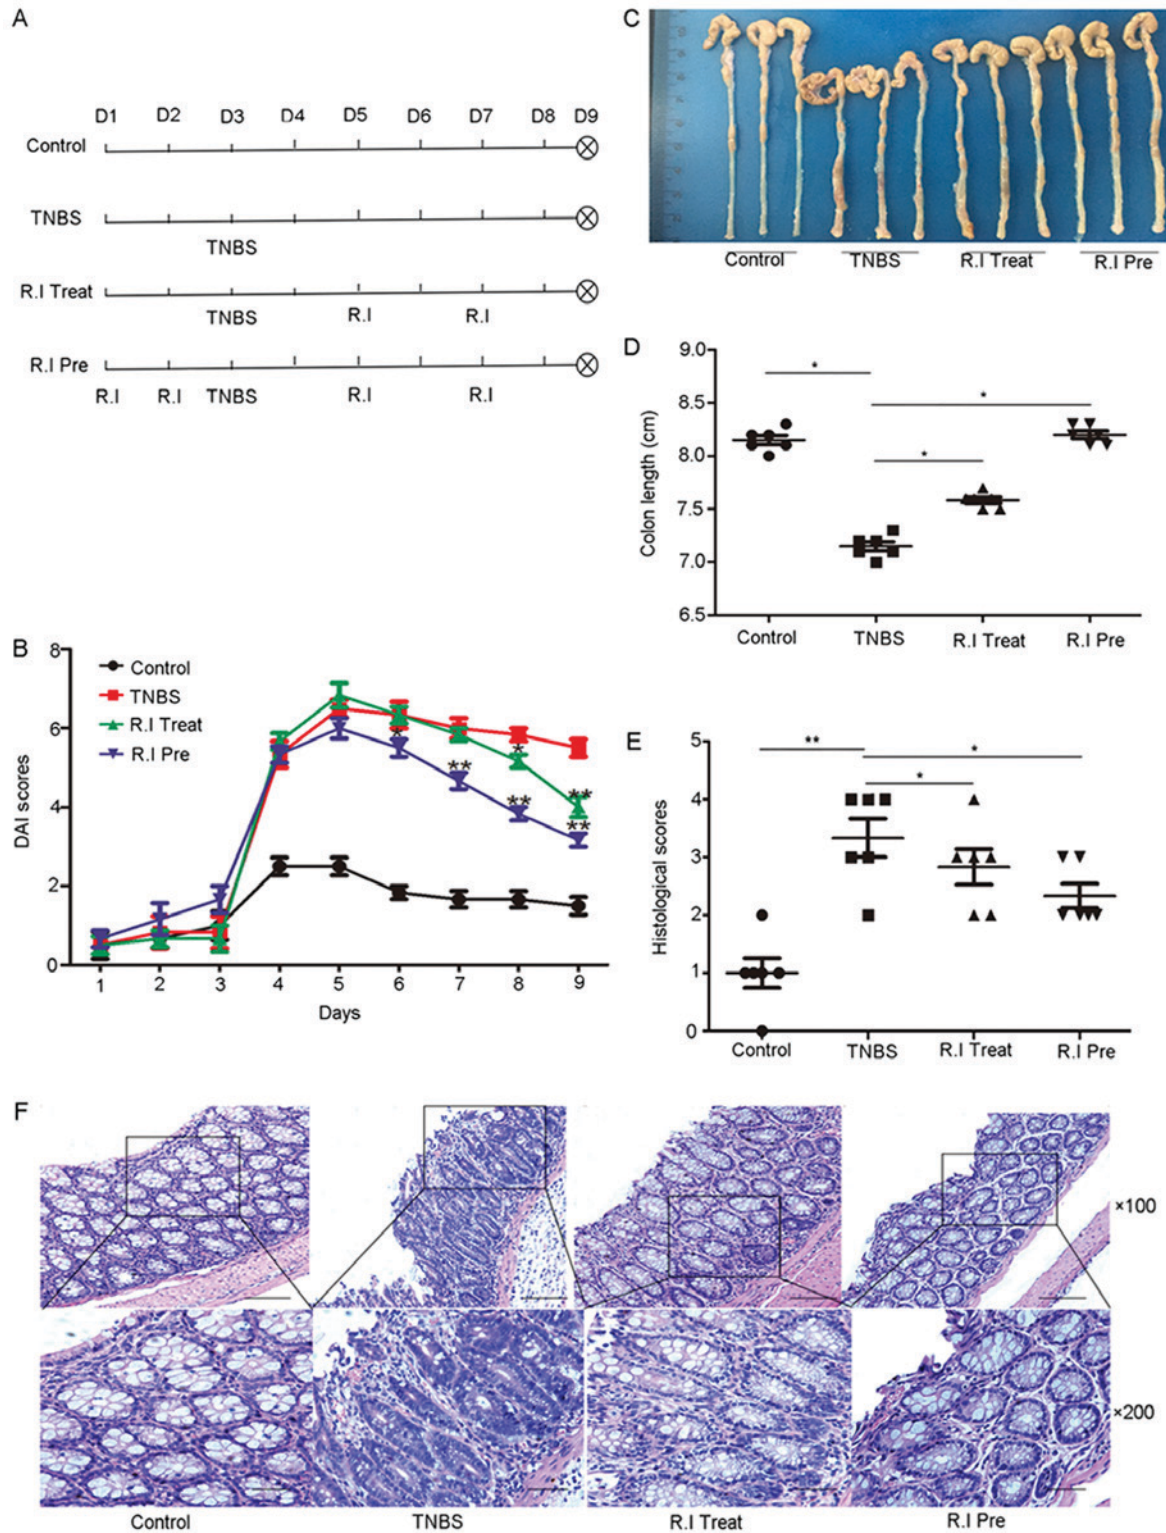 A
D1 D2 D3 D4 D5 D6 D7 D8 D9
Control
TNBS
TNBS
R.I Treat
TNBS R.I R.I
R.I Pre
R.I R.I TNBS R.I R.I
B
8
6
4
2
0
DAI scores
Control
TNBS
R.I Treat
R.I Pre
*
**
*
**
**
**
1 2 3 4 5 6 7 8 9
Days
C
Control TNBS R.I Treat R.I Pre
D
9.0
8.5
8.0
7.5
7.0
6.5
Colon length (cm)
*
*
*
Control TNBS R.I Treat R.I Pre
E
5
4
3
2
1
0
Histological scores
**
*
*
Control TNBS R.I Treat R.I Pre
F
×100
×200
Control TNBS R.I Treat R.I Pre